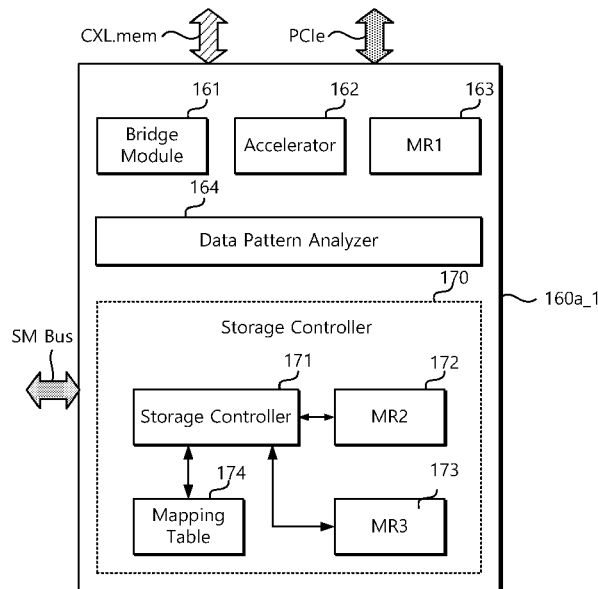 CXL.mem
PCIe
161
162
163
Bridge
Module
Accelerator
MR1
164
Data Pattern Analyzer
170
160a_1
Storage Controller
SM Bus
171
172
Storage Controller
MR2
174
173
Mapping
Table
MR3